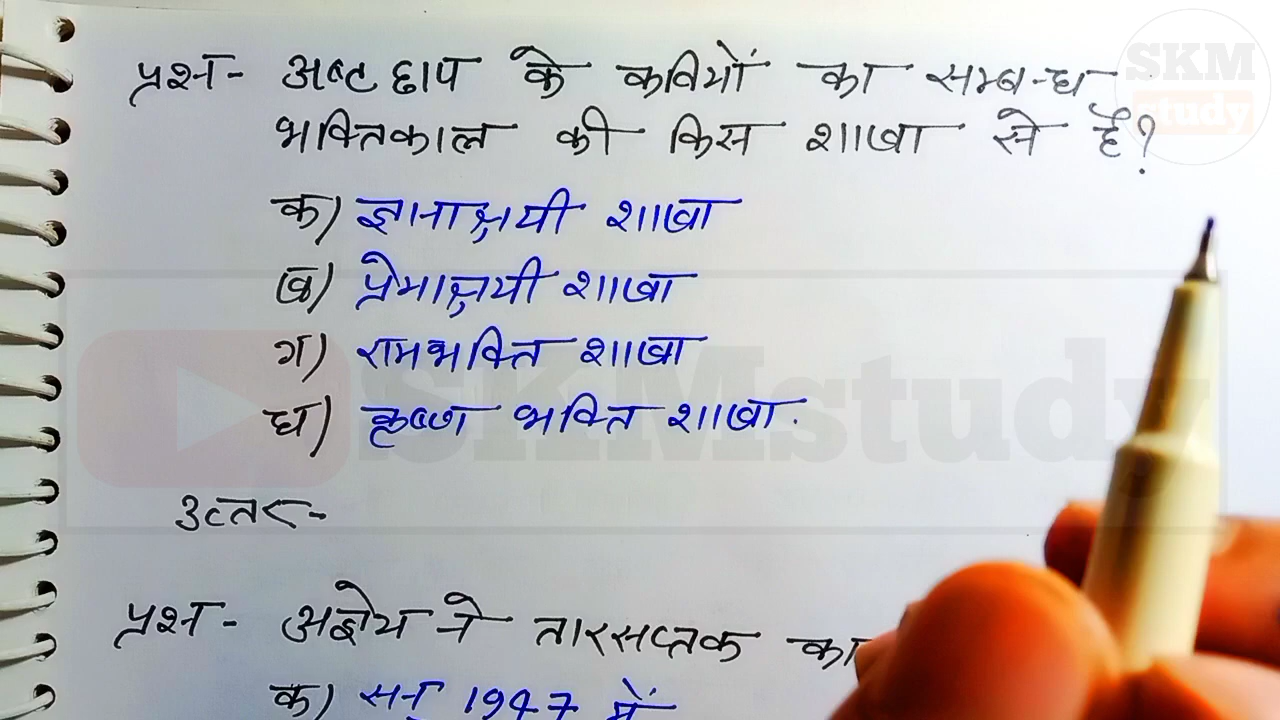 प्रश्न- अष्ट छाप के कवियों का सम्बन्ध
भक्तिकाल की किस शाखा से है?
क) ज्ञानाश्रयी शाखा
ख) प्रेमाश्रयी शाखा
ग) रामभक्ति शाखा
घ) कृष्ण भक्ति शाखा.
उत्तर-
प्रश्न- अज्ञेय ने तारसप्तक का
क) सन् 1947 में
SKM
study
SKMstudy